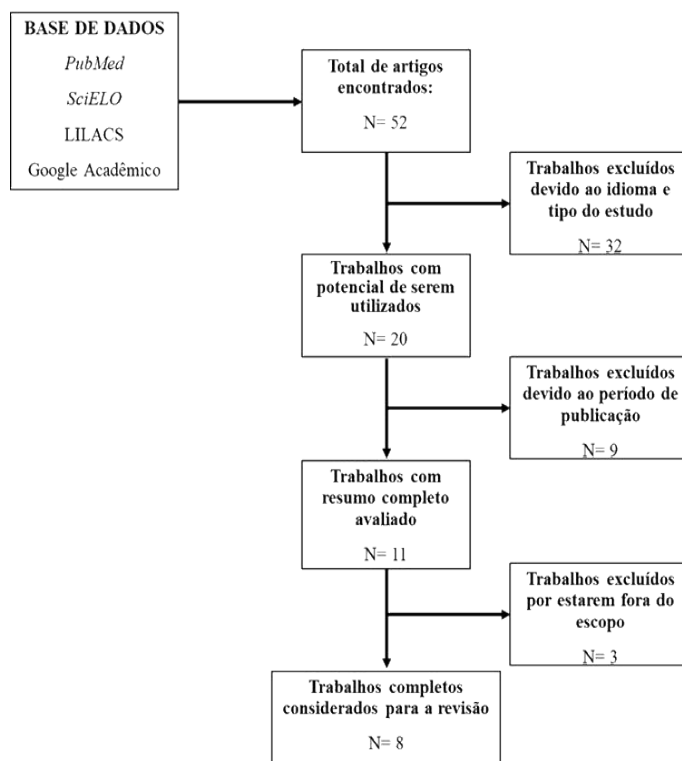 BASE DE DADOS
PubMed
SciELO
LILACS
Google Acadêmico
Total de artigos
encontrados:
N= 52
Trabalhos excluídos
devido ao idioma e
tipo do estudo
N= 32
Trabalhos com
potencial de serem
utilizados
N= 20
Trabalhos excluídos
devido ao período de
publicação
N= 9
Trabalhos com
resumo completo
avaliado
N= 11
Trabalhos excluídos
por estarem fora do
escopo
N= 3
Trabalhos completos
considerados para a revisão
N= 8